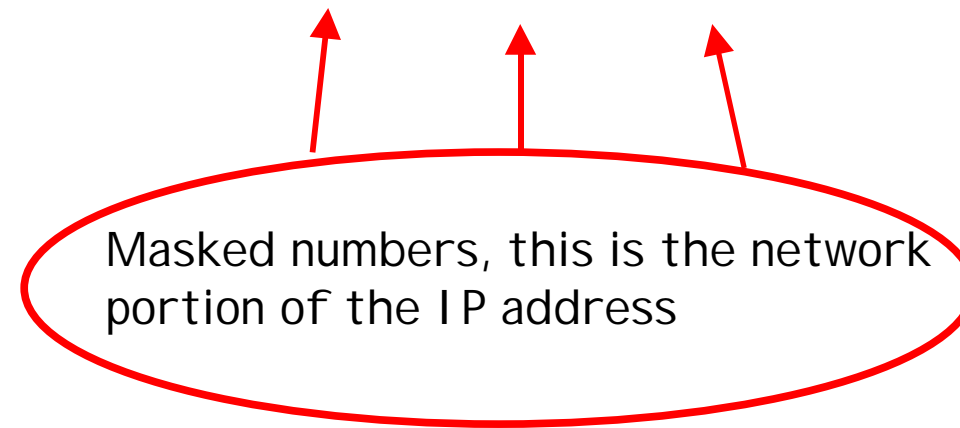 Masked numbers, this is the network
portion of the IP address